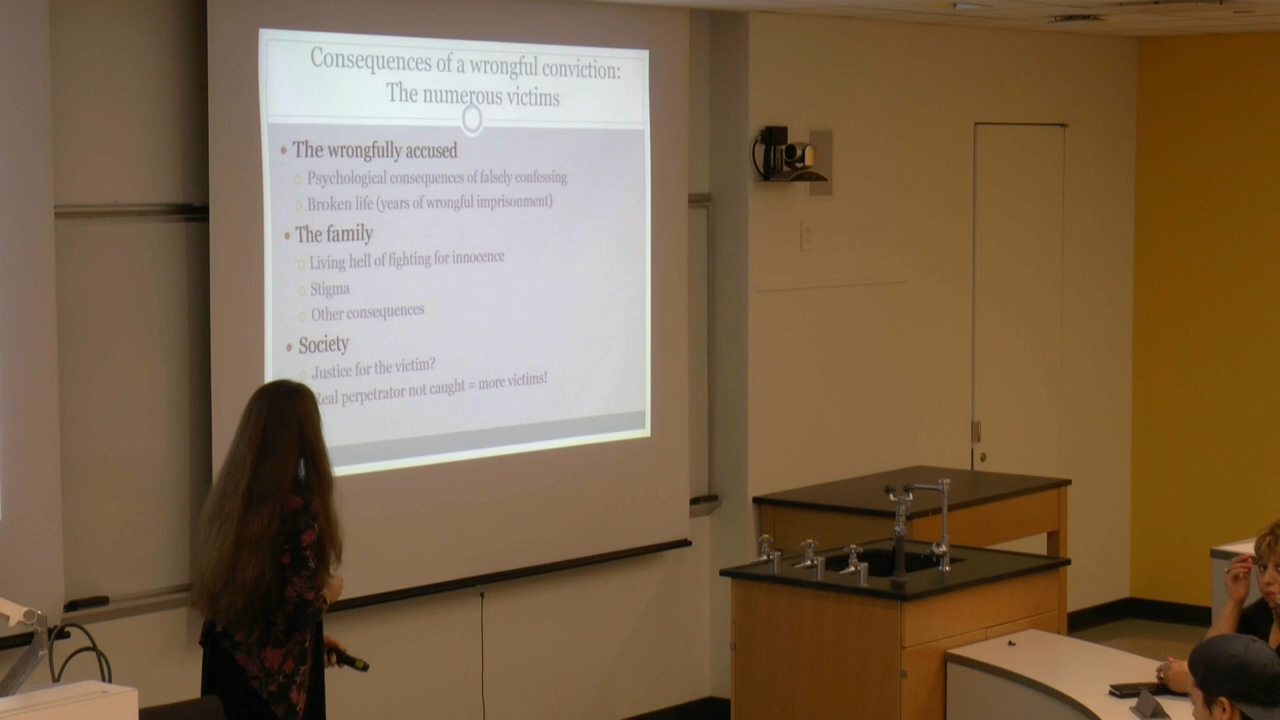 Consequences of a wrongful conviction:
The numerous victims
• The wrongfully accused
○ Psychological consequences of falsely confessing
○ Broken life (years of wrongful imprisonment)
• The family
○ Living hell of fighting for innocence
○ Stigma
○ Other consequences
• Society
○ Justice for the victim?
Real perpetrator not caught = more victims!